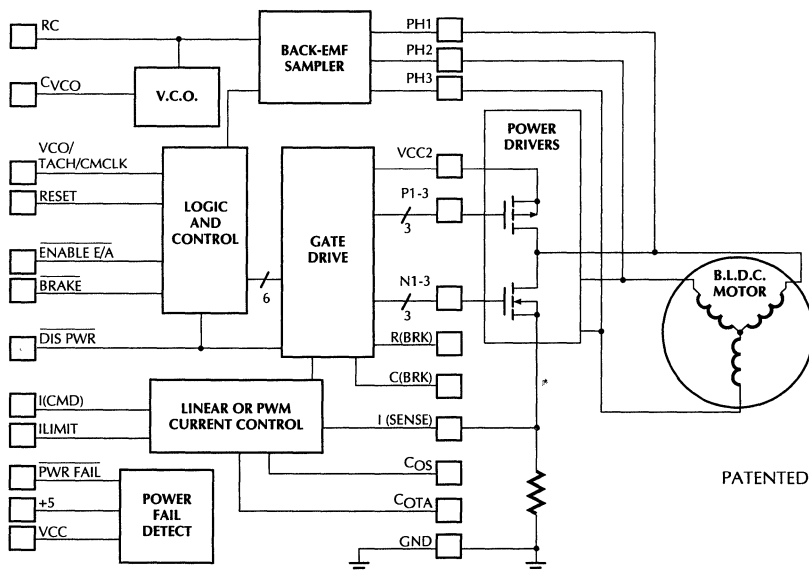 RC
CVCO
VCO/
TACH/CMCLK
RESET
ENABLE E/A
BRAKE
DIS PWR
I(CMD)
ILIMIT
PWR FAIL
+5
VCC
V.C.O.
BACK-EMF
SAMPLER
LOGIC
AND
CONTROL
6
GATE
DRIVE
LINEAR OR PWM
CURRENT CONTROL
POWER
FAIL
DETECT
PH1
PH2
PH3
VCC2
P1-3
3
N1-3
3
R(BRK)
C(BRK)
I (SENSE)
COS
COTA
GND
POWER
DRIVERS
B.L.D.C.
MOTOR
PATENTED